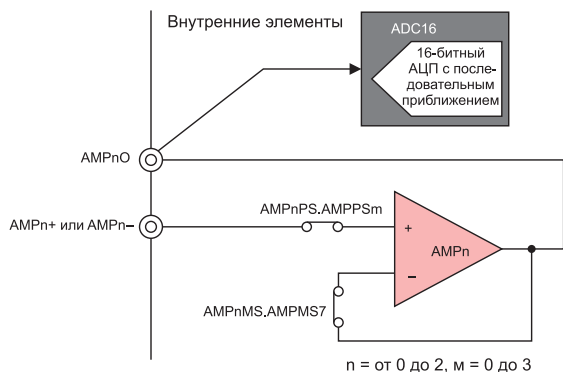 Внутренние элементы
ADC16
16-битный
АЦП с после-
довательным
приближением
AMPnO
AMPn+ или AMPn–
AMPnPS.AMPPSm
+
AMPn
–
AMPnMS.AMPMS7
n = от 0 до 2, м = 0 до 3